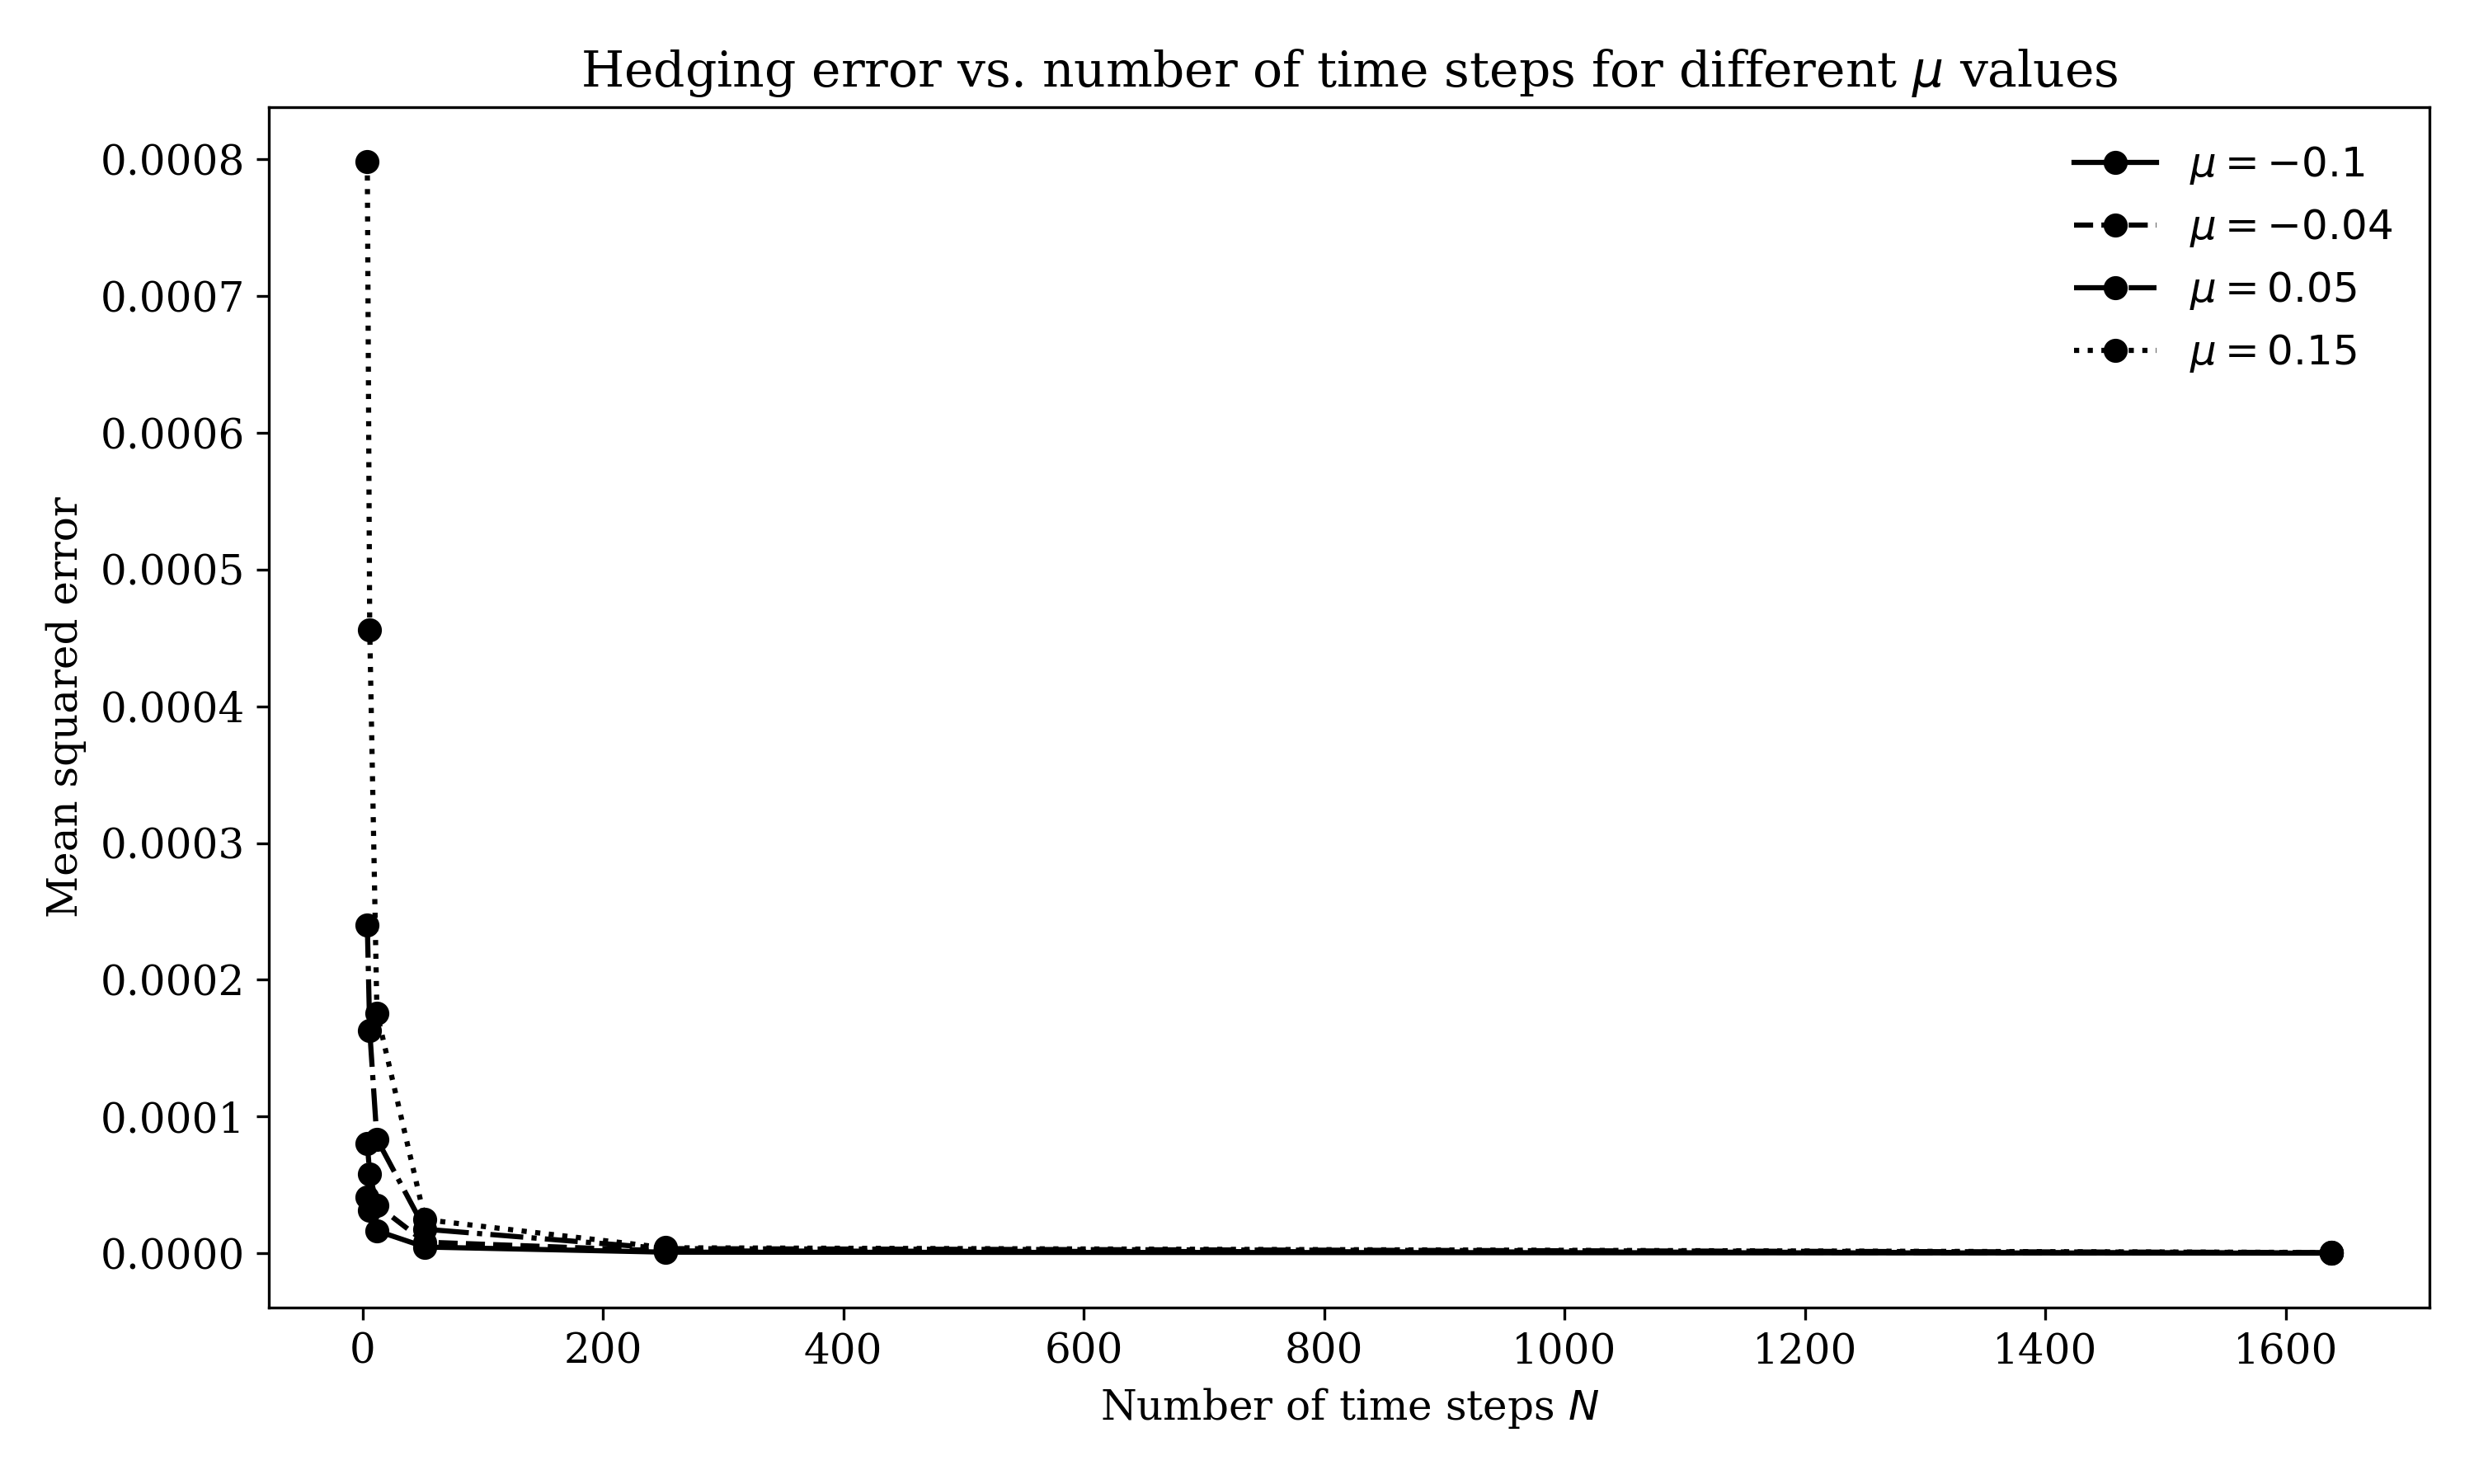 Hedging error vs. number of time steps for different μ values
μ = −0.1
μ = −0.04
μ = 0.05
μ = 0.15
Mean squared error
0.0008
0.0007
0.0006
0.0005
0.0004
0.0003
0.0002
0.0001
0.0000
0 200 400 600 800 1000 1200 1400 1600
Number of time steps N